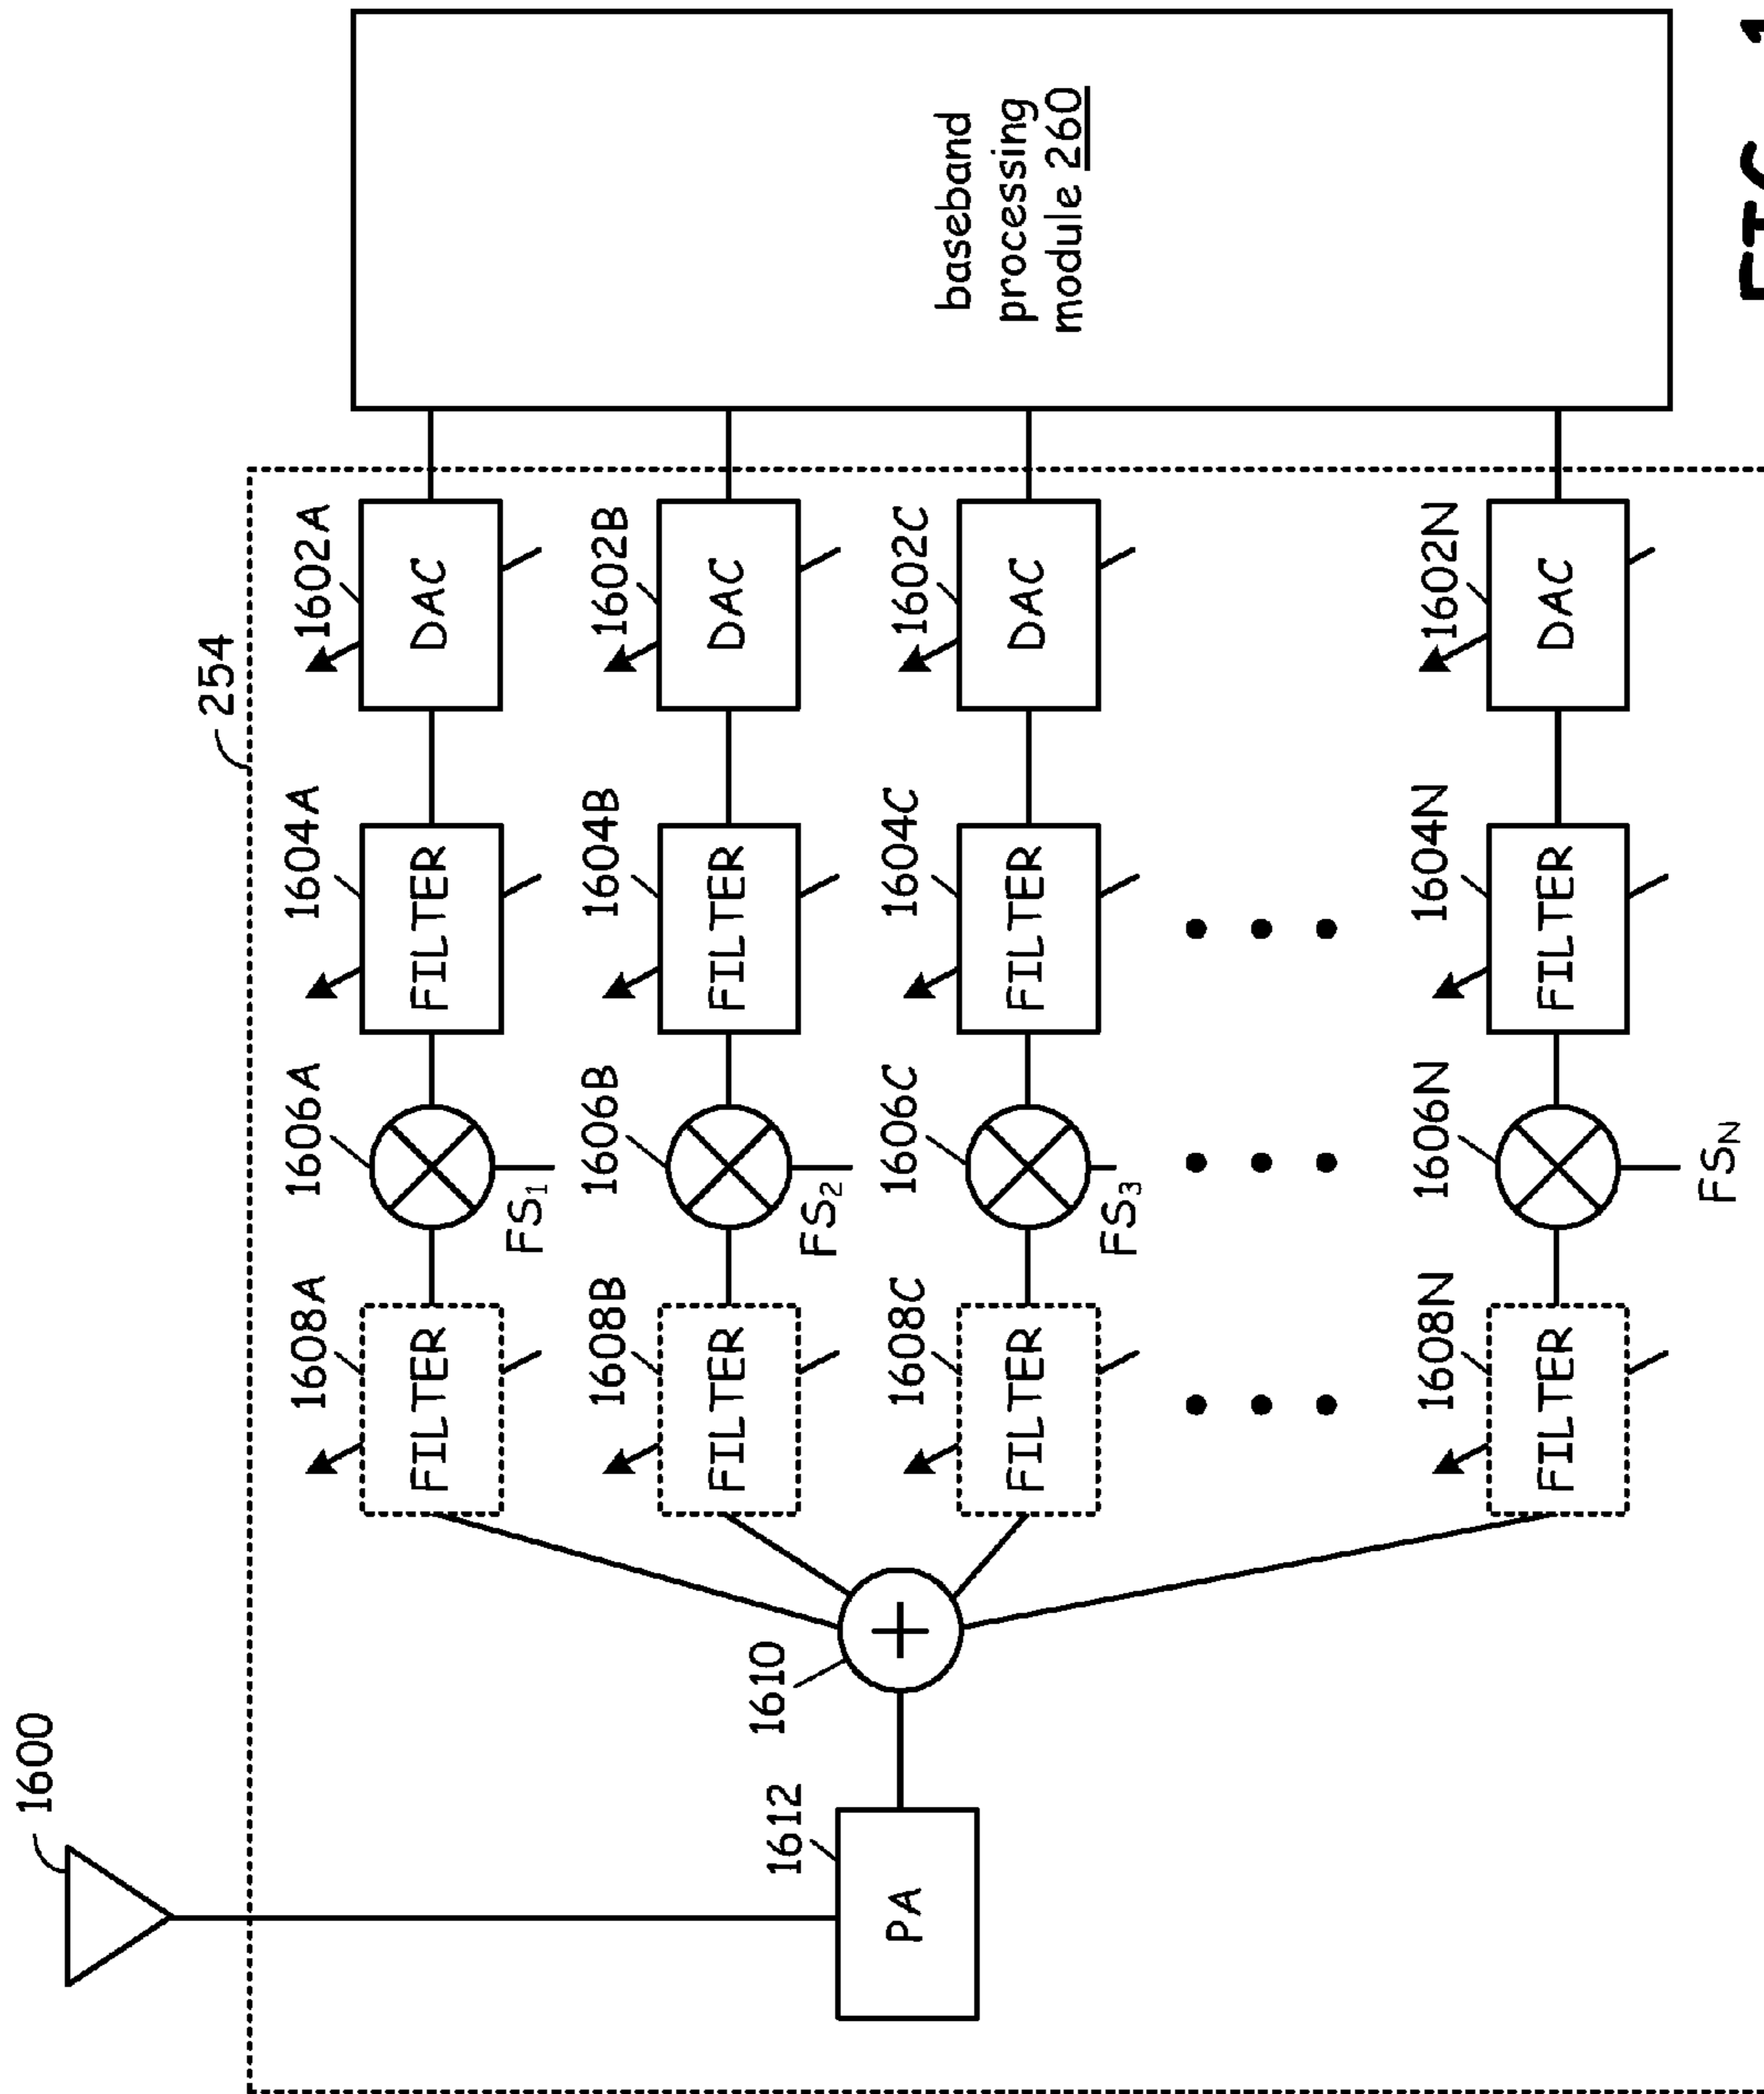 1600
254
1602A
DAC
1604A
FILTER
1606A
FS₁
1608A
FILTER
1602B
DAC
1604B
FILTER
1606B
FS₂
1608B
FILTER
1602C
DAC
1604C
FILTER
1606C
FS₃
1608C
FILTER
1602N
DAC
1604N
FILTER
1606N
FSN
1608N
FILTER
1610
1612
PA
baseband
processing
module 260